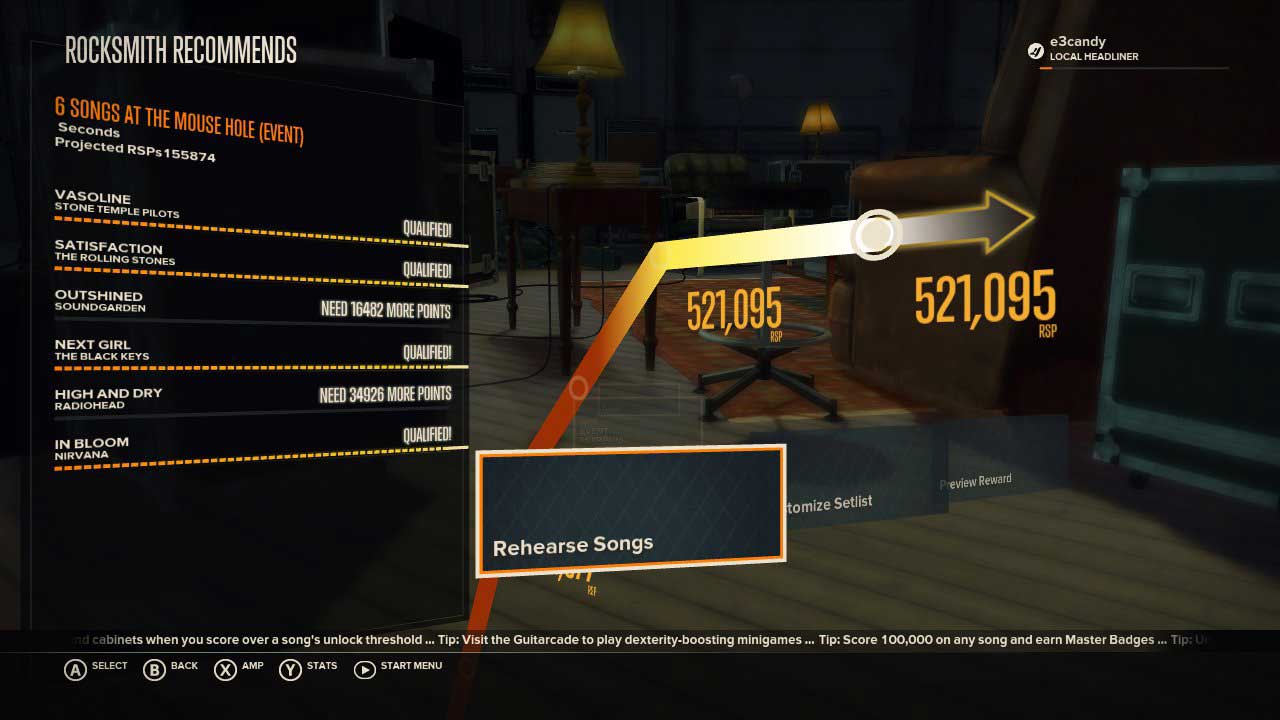 ROCKSMITH RECOMMENDS
e3candy
LOCAL HEADLINER
6 SONGS AT THE MOUSE HOLE (EVENT)
Seconds
Projected RSPs155874
VASOLINE
STONE TEMPLE PILOTS
QUALIFIED!
SATISFACTION
THE ROLLING STONES
QUALIFIED!
OUTSHINED
SOUNDGARDEN
NEED 16482 MORE POINTS
NEXT GIRL
THE BLACK KEYS
QUALIFIED!
HIGH AND DRY
RADIOHEAD
NEED 34926 MORE POINTS
IN BLOOM
NIRVANA
QUALIFIED!
521,095
RSP
521,095
RSP
EVENT
Rehearse Songs
tomize Setlist
Preview Reward
RSP
nd cabinets when you score over a song's unlock threshold ... Tip: Visit the Guitarcade to play dexterity-boosting minigames ... Tip: Score 100,000 on any song and earn Master Badges ... Tip: U
A SELECT B BACK X AMP Y STATS START MENU